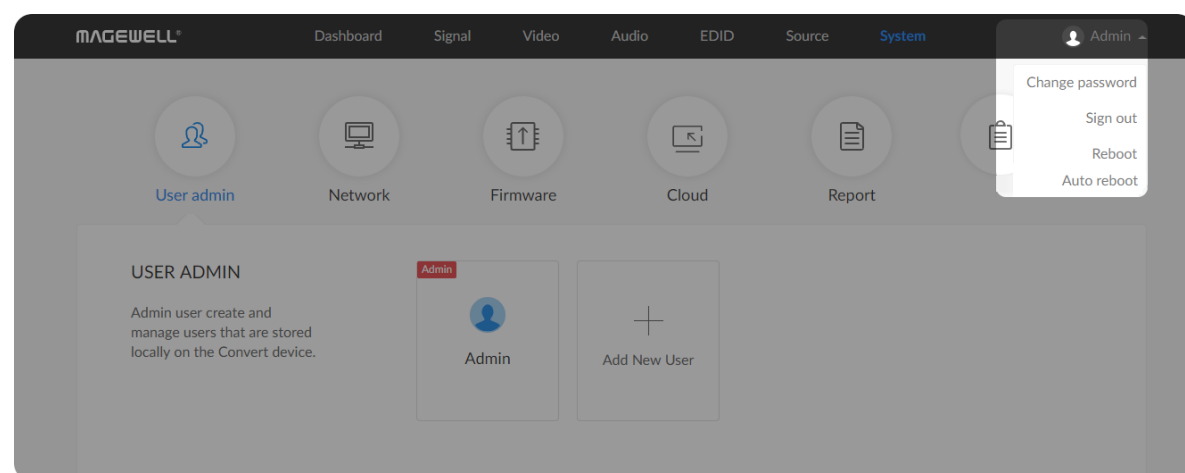 MAGEWELL®
Dashboard
Signal
Video
Audio
EDID
Source
System
Admin
Change password
Sign out
Reboot
Auto reboot
User admin
Network
Firmware
Cloud
Report
USER ADMIN
Admin user create and
manage users that are stored
locally on the Convert device.
Admin
Admin
Add New User